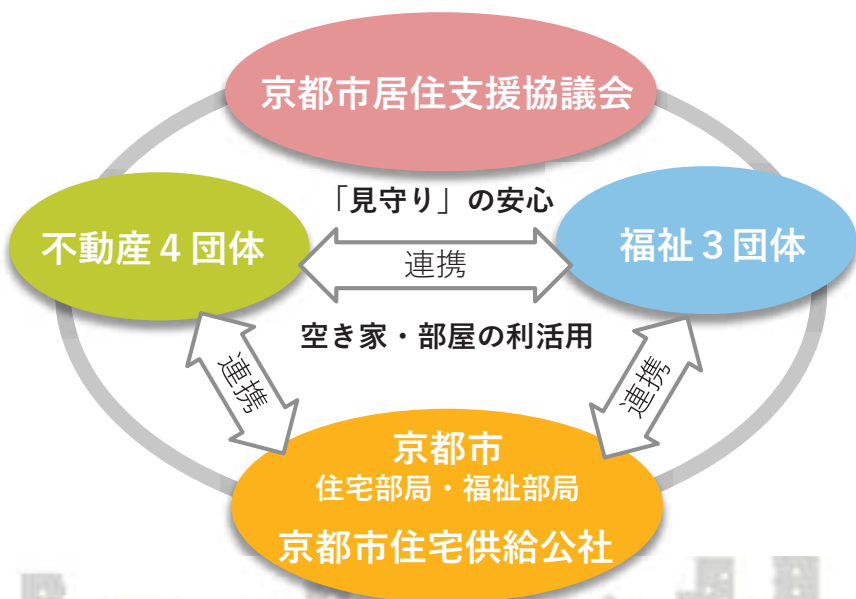 京都市居住支援協議会
「見守り」の安心
不動産4団体
連携
福祉3団体
空き家・部屋の利活用
連携
連携
京都市
住宅部局・福祉部局
京都市住宅供給公社